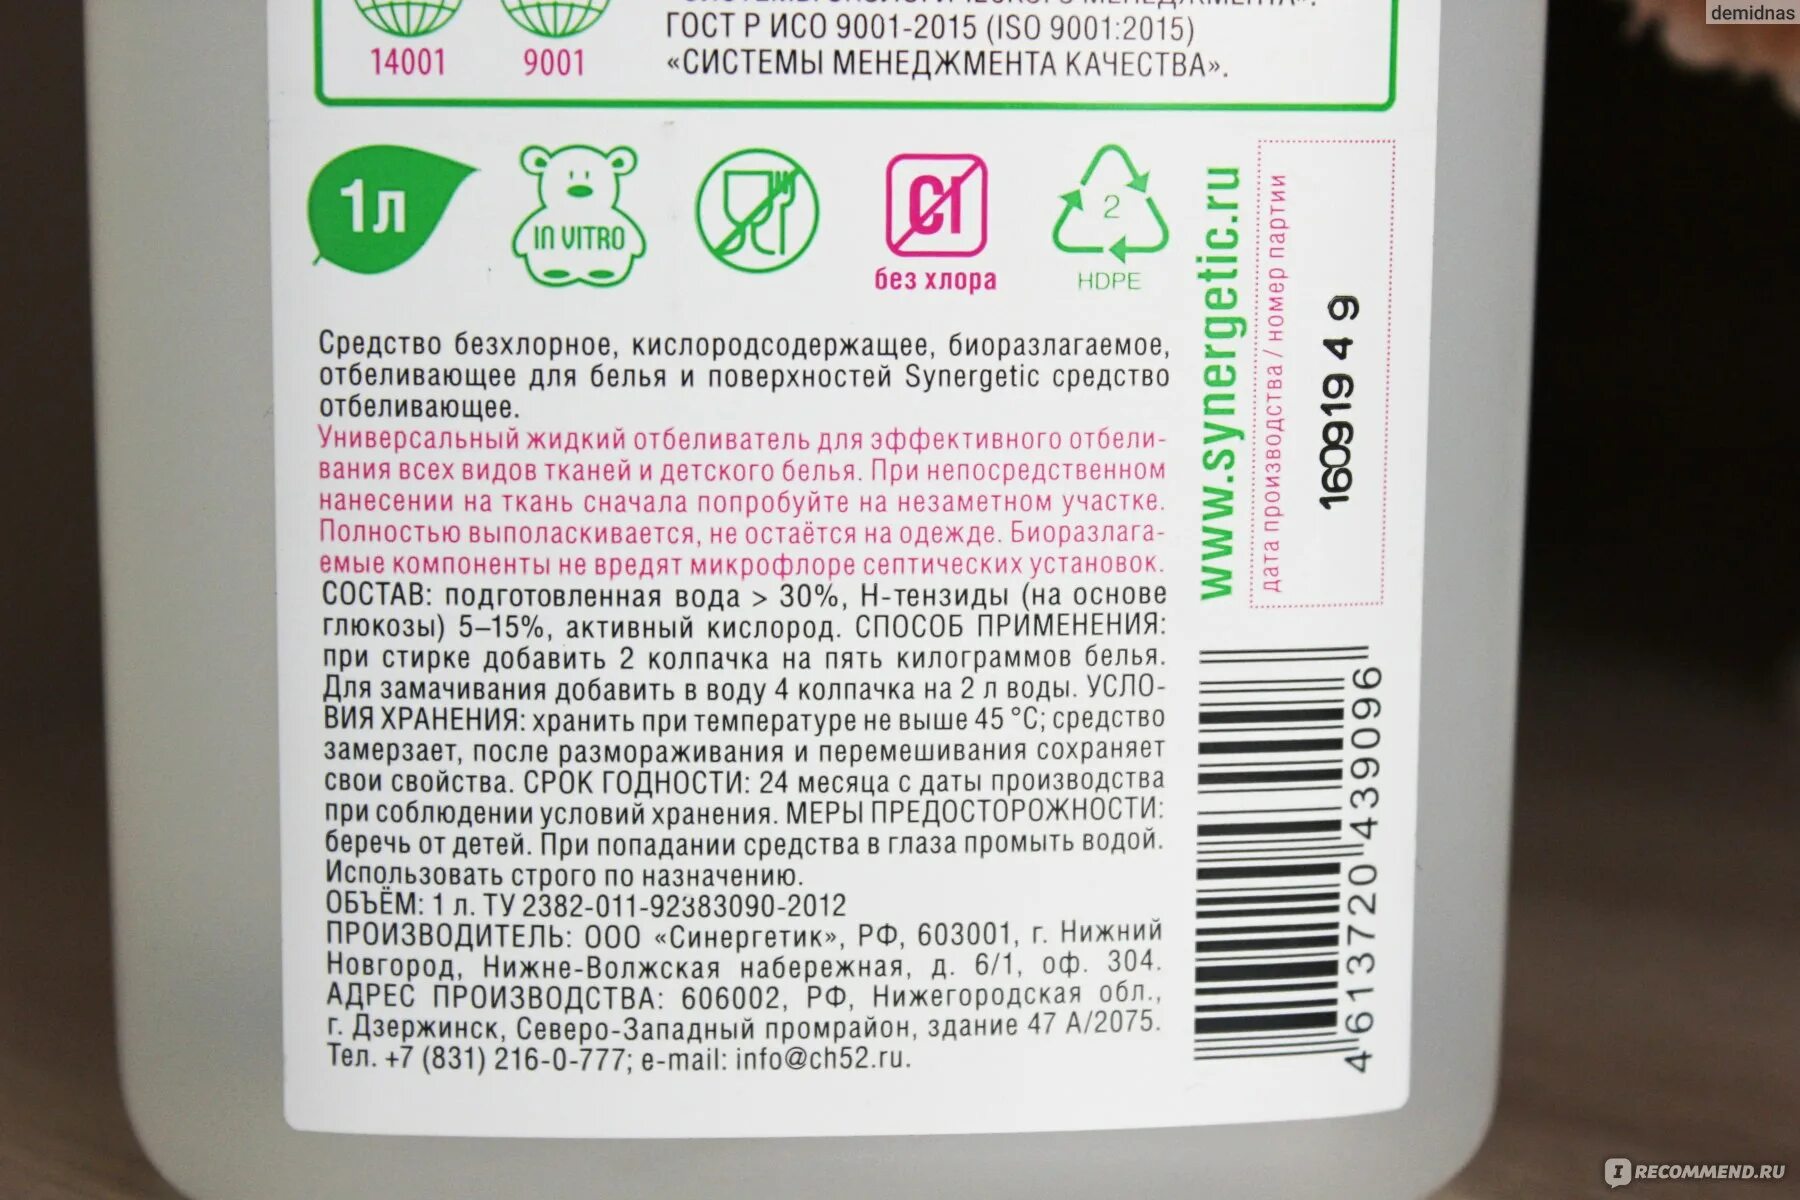 demidnas
ГОСТ Р ИСО 9001-2015 (ISO 9001:2015)
«СИСТЕМЫ МЕНЕДЖМЕНТА КАЧЕСТВА».
14001
9001
1л
IN VITRO
Cl
без хлора
2
HDPE
www.synergetic.ru
дата производства / номер партии
160919 4 9
Средство безхлорное, кислородсодержащее, биоразлагаемое,
отбеливающее для белья и поверхностей Synergetic средство
отбеливающее.
Универсальный жидкий отбеливатель для эффективного отбели-
вания всех видов тканей и детского белья. При непосредственном
нанесении на ткань сначала попробуйте на незаметном участке.
Полностью выполаскивается, не остаётся на одежде. Биоразлага-
емые компоненты не вредят микрофлоре септических установок.
СОСТАВ: подготовленная вода > 30%, Н-тензиды (на основе
глюкозы) 5–15%, активный кислород. СПОСОБ ПРИМЕНЕНИЯ:
при стирке добавить 2 колпачка на пять килограммов белья.
Для замачивания добавить в воду 4 колпачка на 2 л воды. УСЛО-
ВИЯ ХРАНЕНИЯ: хранить при температуре не выше 45 °С; средство
замерзает, после размораживания и перемешивания сохраняет
свои свойства. СРОК ГОДНОСТИ: 24 месяца с даты производства
при соблюдении условий хранения. МЕРЫ ПРЕДОСТОРОЖНОСТИ:
беречь от детей. При попадании средства в глаза промыть водой.
Использовать строго по назначению.
ОБЪЁМ: 1 л. ТУ 2382-011-92383090-2012
ПРОИЗВОДИТЕЛЬ: ООО «Синергетик», РФ, 603001, г. Нижний
Новгород, Нижне-Волжская набережная, д. 6/1, оф. 304.
АДРЕС ПРОИЗВОДСТВА: 606002, РФ, Нижегородская обл.,
г. Дзержинск, Северо-Западный промрайон, здание 47 А/2075.
Тел. +7 (831) 216-0-777; e-mail: info@ch52.ru.
4 613720 439096
IRECOMMEND.RU